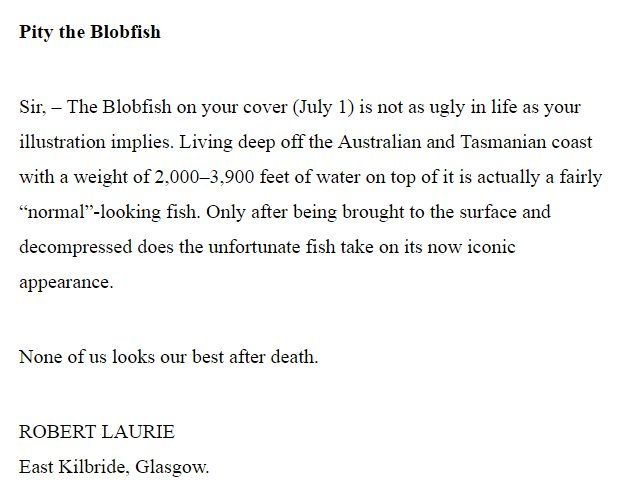 Pity the Blobfish
Sir, – The Blobfish on your cover (July 1) is not as ugly in life as your
illustration implies. Living deep off the Australian and Tasmanian coast
with a weight of 2,000–3,900 feet of water on top of it is actually a fairly
“normal”-looking fish. Only after being brought to the surface and
decompressed does the unfortunate fish take on its now iconic
appearance.
None of us looks our best after death.
ROBERT LAURIE
East Kilbride, Glasgow.